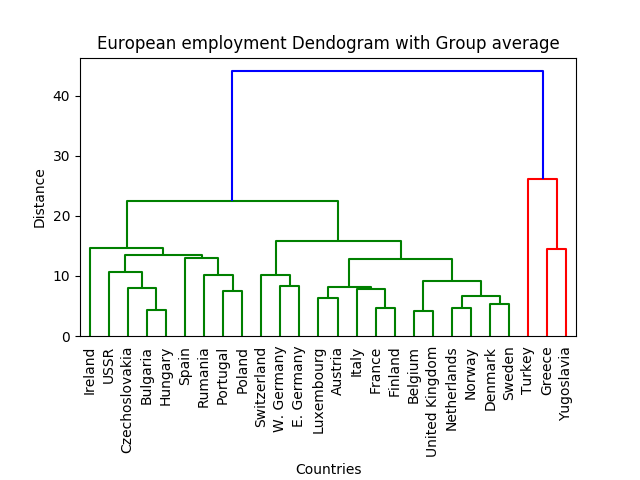 European employment Dendogram with Group average
40
30
20
10
0
Distance
Ireland
USSR
Czechoslovakia
Bulgaria
Hungary
Spain
Rumania
Portugal
Poland
Switzerland
W. Germany
E. Germany
Luxembourg
Austria
Italy
France
Finland
Belgium
United Kingdom
Netherlands
Norway
Denmark
Sweden
Turkey
Greece
Yugoslavia
Countries